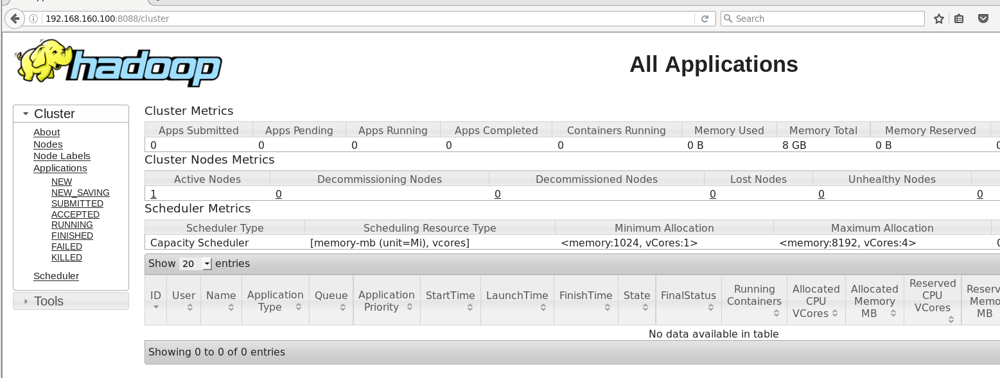 192.168.160.100:8088/cluster
Search
hadoop
All Applications
Cluster
About
Nodes
Node Labels
Applications
NEW
NEW_SAVING
SUBMITTED
ACCEPTED
RUNNING
FINISHED
FAILED
KILLED
Scheduler
Tools
Cluster Metrics
Apps Submitted Apps Pending Apps Running Apps Completed Containers Running Memory Used Memory Total Memory Reserved
0 0 0 0 0 0 B 8 GB 0 B
Cluster Nodes Metrics
Active Nodes Decommissioning Nodes Decommissioned Nodes Lost Nodes Unhealthy Nodes
1 0 0 0 0 0
Scheduler Metrics
Scheduler Type Scheduling Resource Type Minimum Allocation Maximum Allocation
Capacity Scheduler [memory-mb (unit=Mi), vcores] <memory:1024, vCores:1> <memory:8192, vCores:4>
Show 20 entries
ID User Name Application Type Queue Application Priority StartTime LaunchTime FinishTime State FinalStatus Running Containers Allocated CPU VCores Allocated Memory MB Reserved CPU VCores MB
No data available in table
Showing 0 to 0 of 0 entries